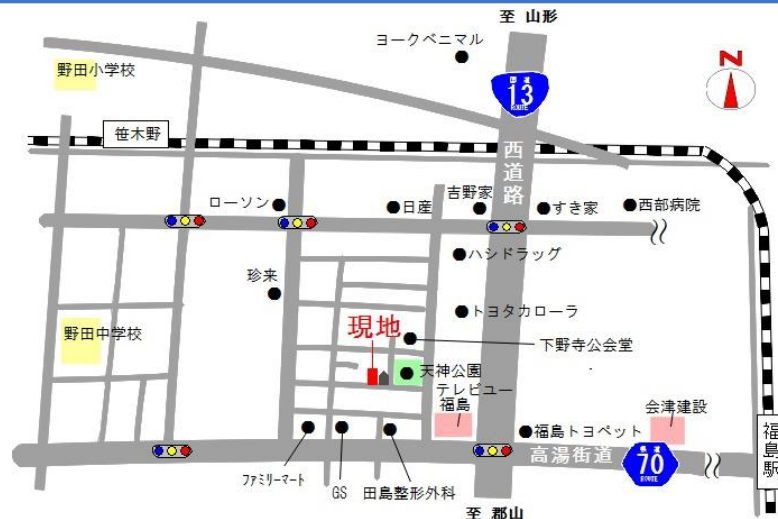 至 山形
ヨークベニマル
野田小学校
N
国道
13
ROUTE
笹木野
西道路
ローソン
日産
吉野家
すき家
西部病院
ハシドラッグ
珍来
トヨタカローラ
野田中学校
現地
下野寺公会堂
天神公園
テレビュー
福島
会津建設
福島駅
福島トヨペット
高湯街道
県道
70
ROUTE
ファミリーマート
GS
田島整形外科
至 郡山